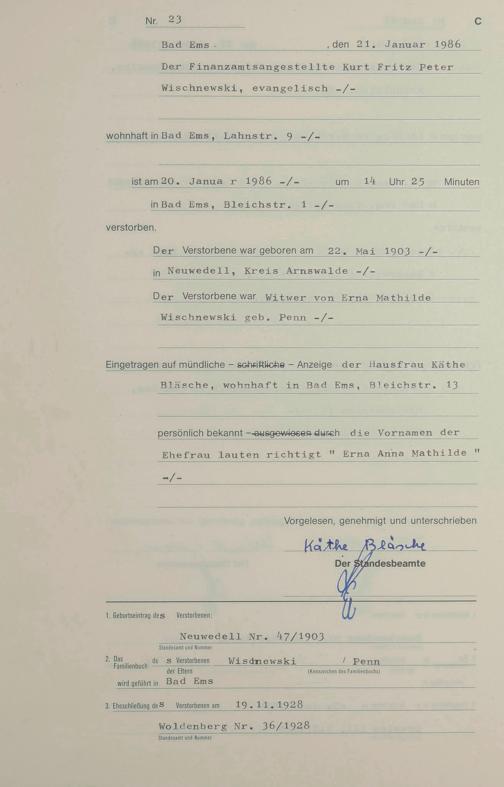 Nr. 23 C
Bad Ems , den 21. Januar 1986
Der Finanzamtsangestellte Kurt Fritz Peter
Wischnewski, evangelisch -/-
wohnhaft in Bad Ems, Lahnstr. 9 -/-
ist am 20. Janua r 1986 -/- um 14 Uhr 25 Minuten
in Bad Ems, Bleichstr. 1 -/-
verstorben.
Der Verstorbene war geboren am 22. Mai 1903 -/-
in Neuwedell, Kreis Arnswalde -/-
Der Verstorbene war Witwer von Erna Mathilde
Wischnewski geb. Penn -/-
Eingetragen auf mündliche – schriftliche – Anzeige der Hausfrau Käthe
Bläsche, wohnhaft in Bad Ems, Bleichstr. 13
persönlich bekannt – ausgewiesen durch die Vornamen der
Ehefrau lauten richtigt " Erna Anna Mathilde "
-/-
Vorgelesen, genehmigt und unterschrieben
Käthe Bläsche
Der Standesbeamte
1. Geburtseintrag des Verstorbenen:
Neuwedell Nr. 47/1903
Standesamt und Nummer
2. Das Familienbuch des Verstorbenen Wisdnewski / Penn
der Eltern (Kennzeichen des Familienbuchs)
wird geführt in Bad Ems
3. Eheschließung des Verstorbenen am 19.11.1928
Woldenberg Nr. 36/1928
Standesamt und Nummer